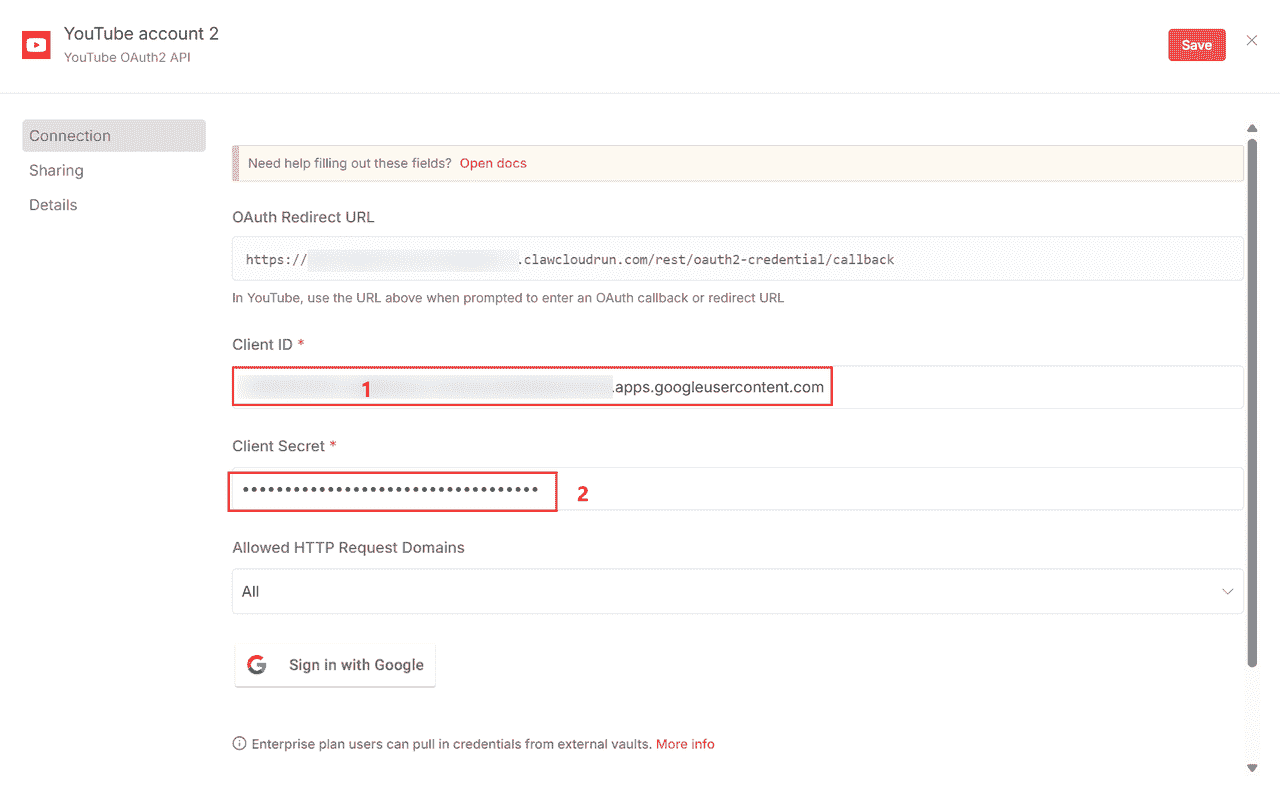 YouTube account 2
YouTube OAuth2 API
Save
Connection
Sharing
Details
Need help filling out these fields? Open docs
OAuth Redirect URL
https:// .clawcloudrun.com/rest/oauth2-credential/callback
In YouTube, use the URL above when prompted to enter an OAuth callback or redirect URL
Client ID *
1 .apps.googleusercontent.com
Client Secret *
••••••••••••••••••••••••••••••••••• 2
Allowed HTTP Request Domains
All
Sign in with Google
Enterprise plan users can pull in credentials from external vaults. More info